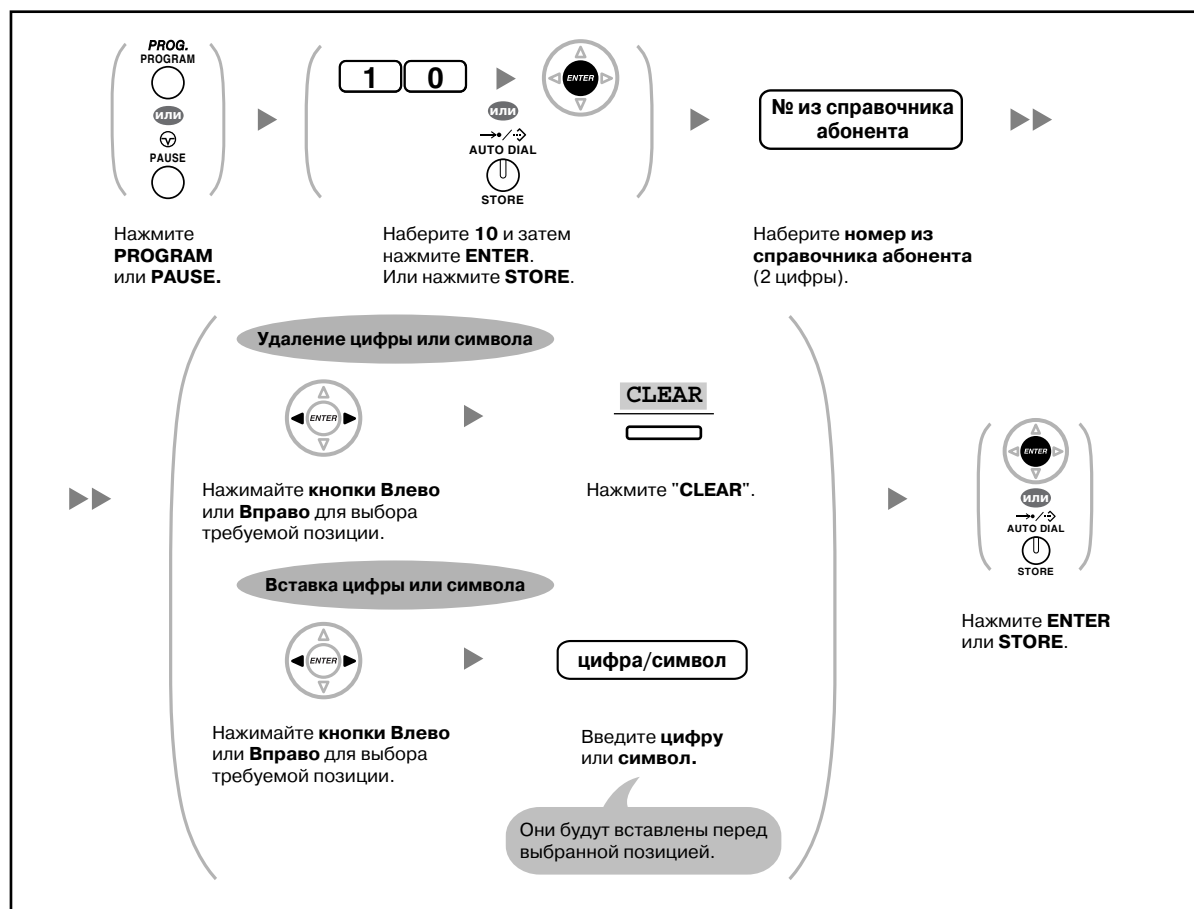 PROG.
PROGRAM
или
PAUSE
1 0
ENTER
или
AUTO DIAL
STORE
№ из справочника
абонента
Нажмите
PROGRAM
или PAUSE.
Наберите 10 и затем
нажмите ENTER.
Или нажмите STORE.
Наберите номер из
справочника абонента
(2 цифры).
Удаление цифры или символа
ENTER
CLEAR
Нажимайте кнопки Влево
или Вправо для выбора
требуемой позиции.
Нажмите "CLEAR".
Вставка цифры или символа
ENTER
цифра/символ
Нажимайте кнопки Влево
или Вправо для выбора
требуемой позиции.
Введите цифру
или символ.
Они будут вставлены перед
выбранной позицией.
ENTER
или
AUTO DIAL
STORE
Нажмите ENTER
или STORE.